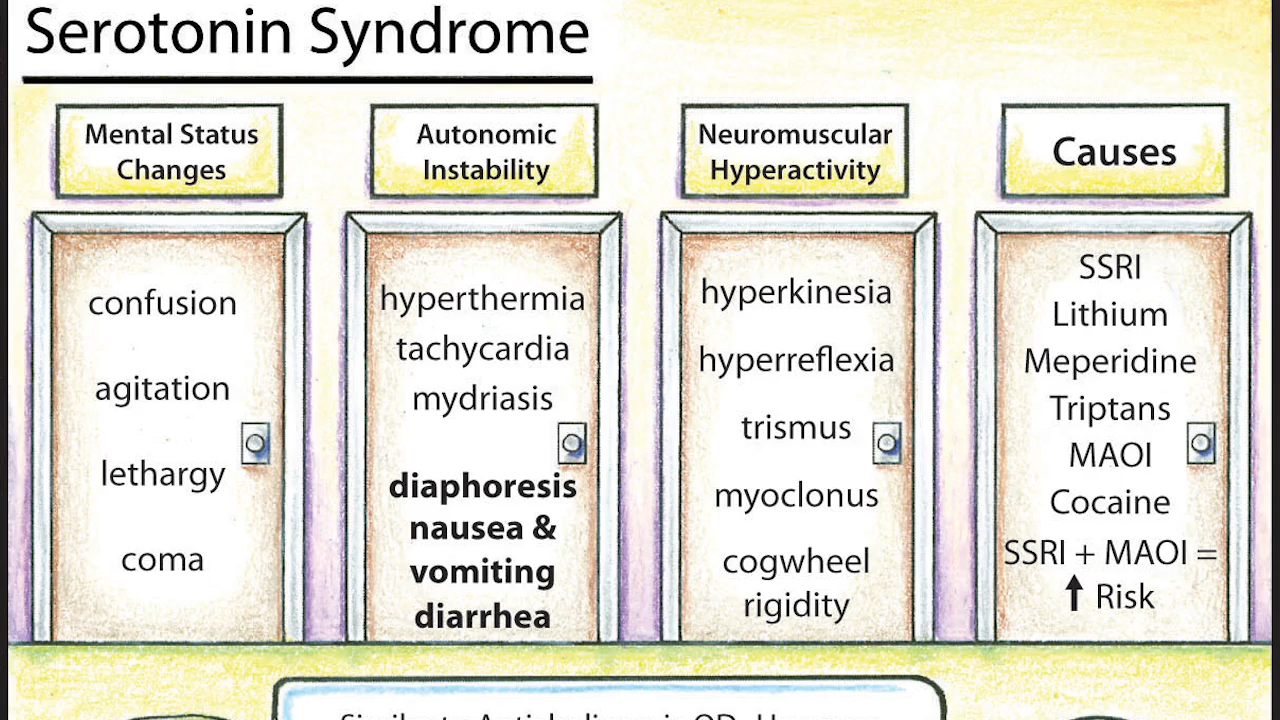 Serotonin Syndrome
Mental Status
Changes
confusion
agitation
lethargy
coma
Autonomic
Instability
hyperthermia
tachycardia
mydriasis
diaphoresis
nausea &
vomiting
diarrhea
Neuromuscular
Hyperactivity
hyperkinesia
hyperreflexia
trismus
myoclonus
cogwheel
rigidity
Causes
SSRI
Lithium
Meperidine
Triptans
MAOI
Cocaine
SSRI + MAOI =
↑ Risk